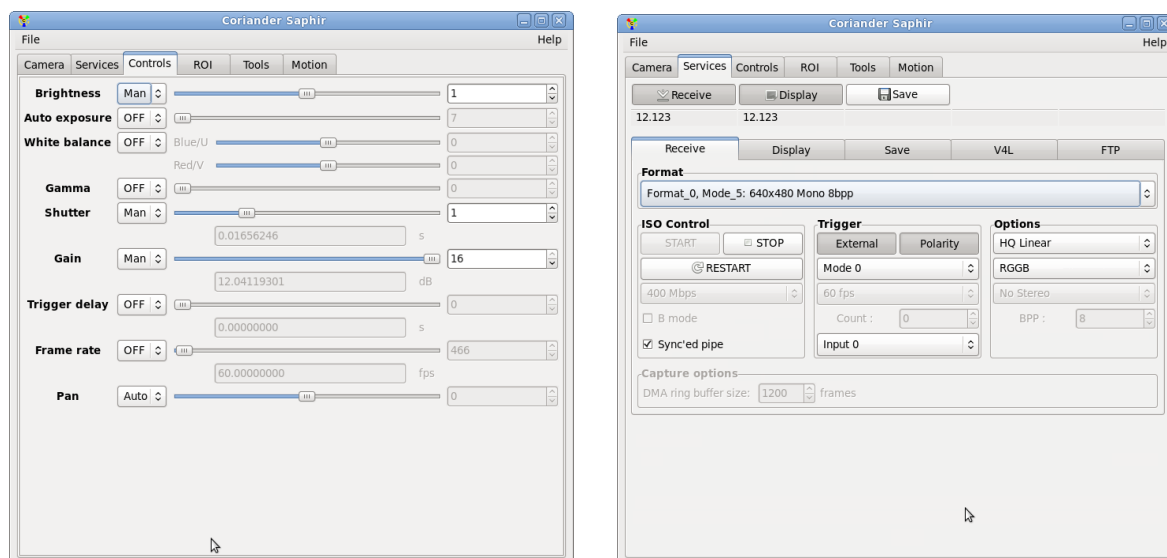 Coriander Saphir
File Help
Camera Services Controls ROI Tools Motion
Brightness Man 1
Auto exposure OFF 7
White balance OFF Blue/U 0
Red/V 0
Gamma OFF 0
Shutter Man 1
0.01656246 s
Gain Man 16
12.04119301 dB
Trigger delay OFF 0
0.00000000 s
Frame rate OFF 466
60.00000000 fps
Pan Auto 0
Coriander Saphir
File Help
Camera Services Controls ROI Tools Motion
Receive Display Save
12.123 12.123
Receive Display Save V4L FTP
Format
Format_0, Mode_5: 640x480 Mono 8bpp
ISO Control Trigger Options
START STOP External Polarity HQ Linear
RESTART Mode 0 RGGB
400 Mbps 60 fps No Stereo
B mode Count : 0 BPP : 8
Sync'ed pipe Input 0
Capture options
DMA ring buffer size: 1200 frames